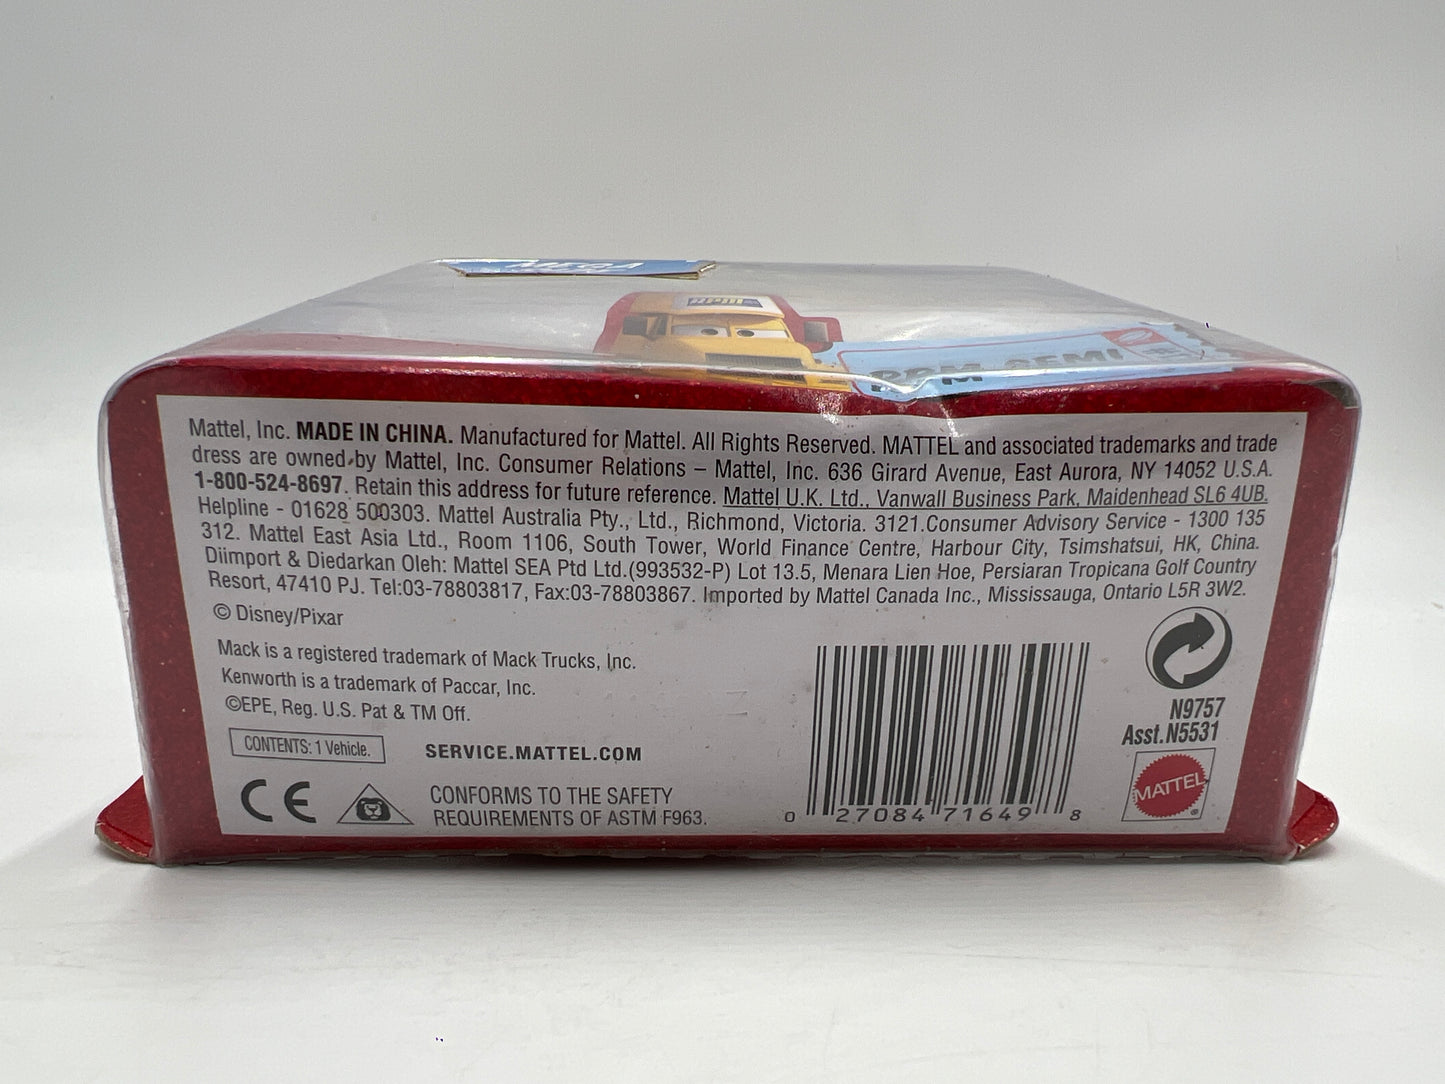 MEGA
RPM
RPM SEMI
Mattel, Inc. MADE IN CHINA. Manufactured for Mattel. All Rights Reserved. MATTEL and associated trademarks and trade
dress are owned by Mattel, Inc. Consumer Relations – Mattel, Inc. 636 Girard Avenue, East Aurora, NY 14052 U.S.A.
1-800-524-8697. Retain this address for future reference. Mattel U.K. Ltd., Vanwall Business Park, Maidenhead SL6 4UB.
Helpline - 01628 500303. Mattel Australia Pty., Ltd., Richmond, Victoria. 3121.Consumer Advisory Service - 1300 135
312. Mattel East Asia Ltd., Room 1106, South Tower, World Finance Centre, Harbour City, Tsimshatsui, HK, China.
Diimport & Diedarkan Oleh: Mattel SEA Ptd Ltd.(993532-P) Lot 13.5, Menara Lien Hoe, Persiaran Tropicana Golf Country
Resort, 47410 PJ. Tel:03-78803817, Fax:03-78803867. Imported by Mattel Canada Inc., Mississauga, Ontario L5R 3W2.
© Disney/Pixar
Mack is a registered trademark of Mack Trucks, Inc.
Kenworth is a trademark of Paccar, Inc.
©EPE, Reg. U.S. Pat & TM Off.
CONTENTS: 1 Vehicle.
SERVICE.MATTEL.COM
CE
CONFORMS TO THE SAFETY
REQUIREMENTS OF ASTM F963.
0 27084 71649 8
N9757
Asst.N5531
MATTEL
®